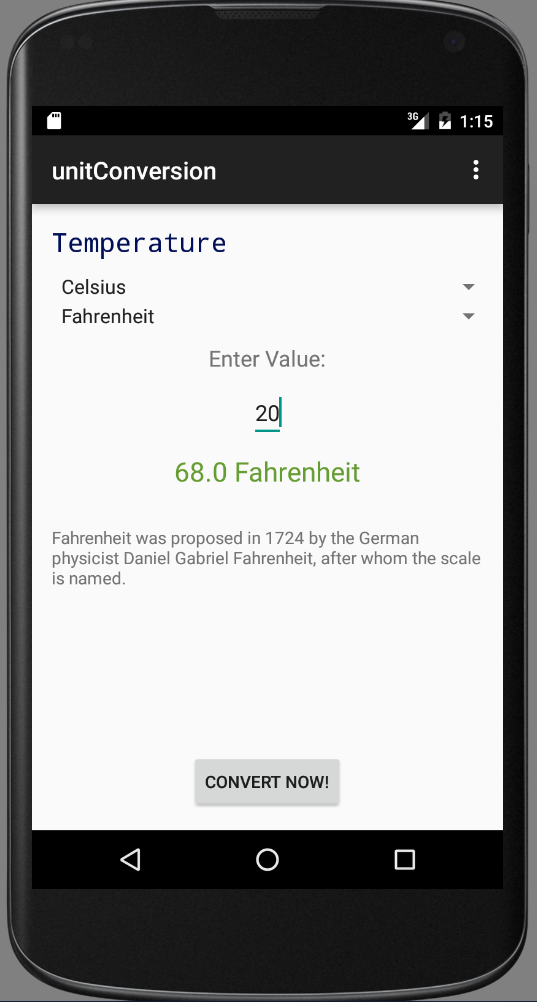 3G 1:15
unitConversion
Temperature
Celsius
Fahrenheit
Enter Value:
20
68.0 Fahrenheit
Fahrenheit was proposed in 1724 by the German
physicist Daniel Gabriel Fahrenheit, after whom the scale
is named.
CONVERT NOW!